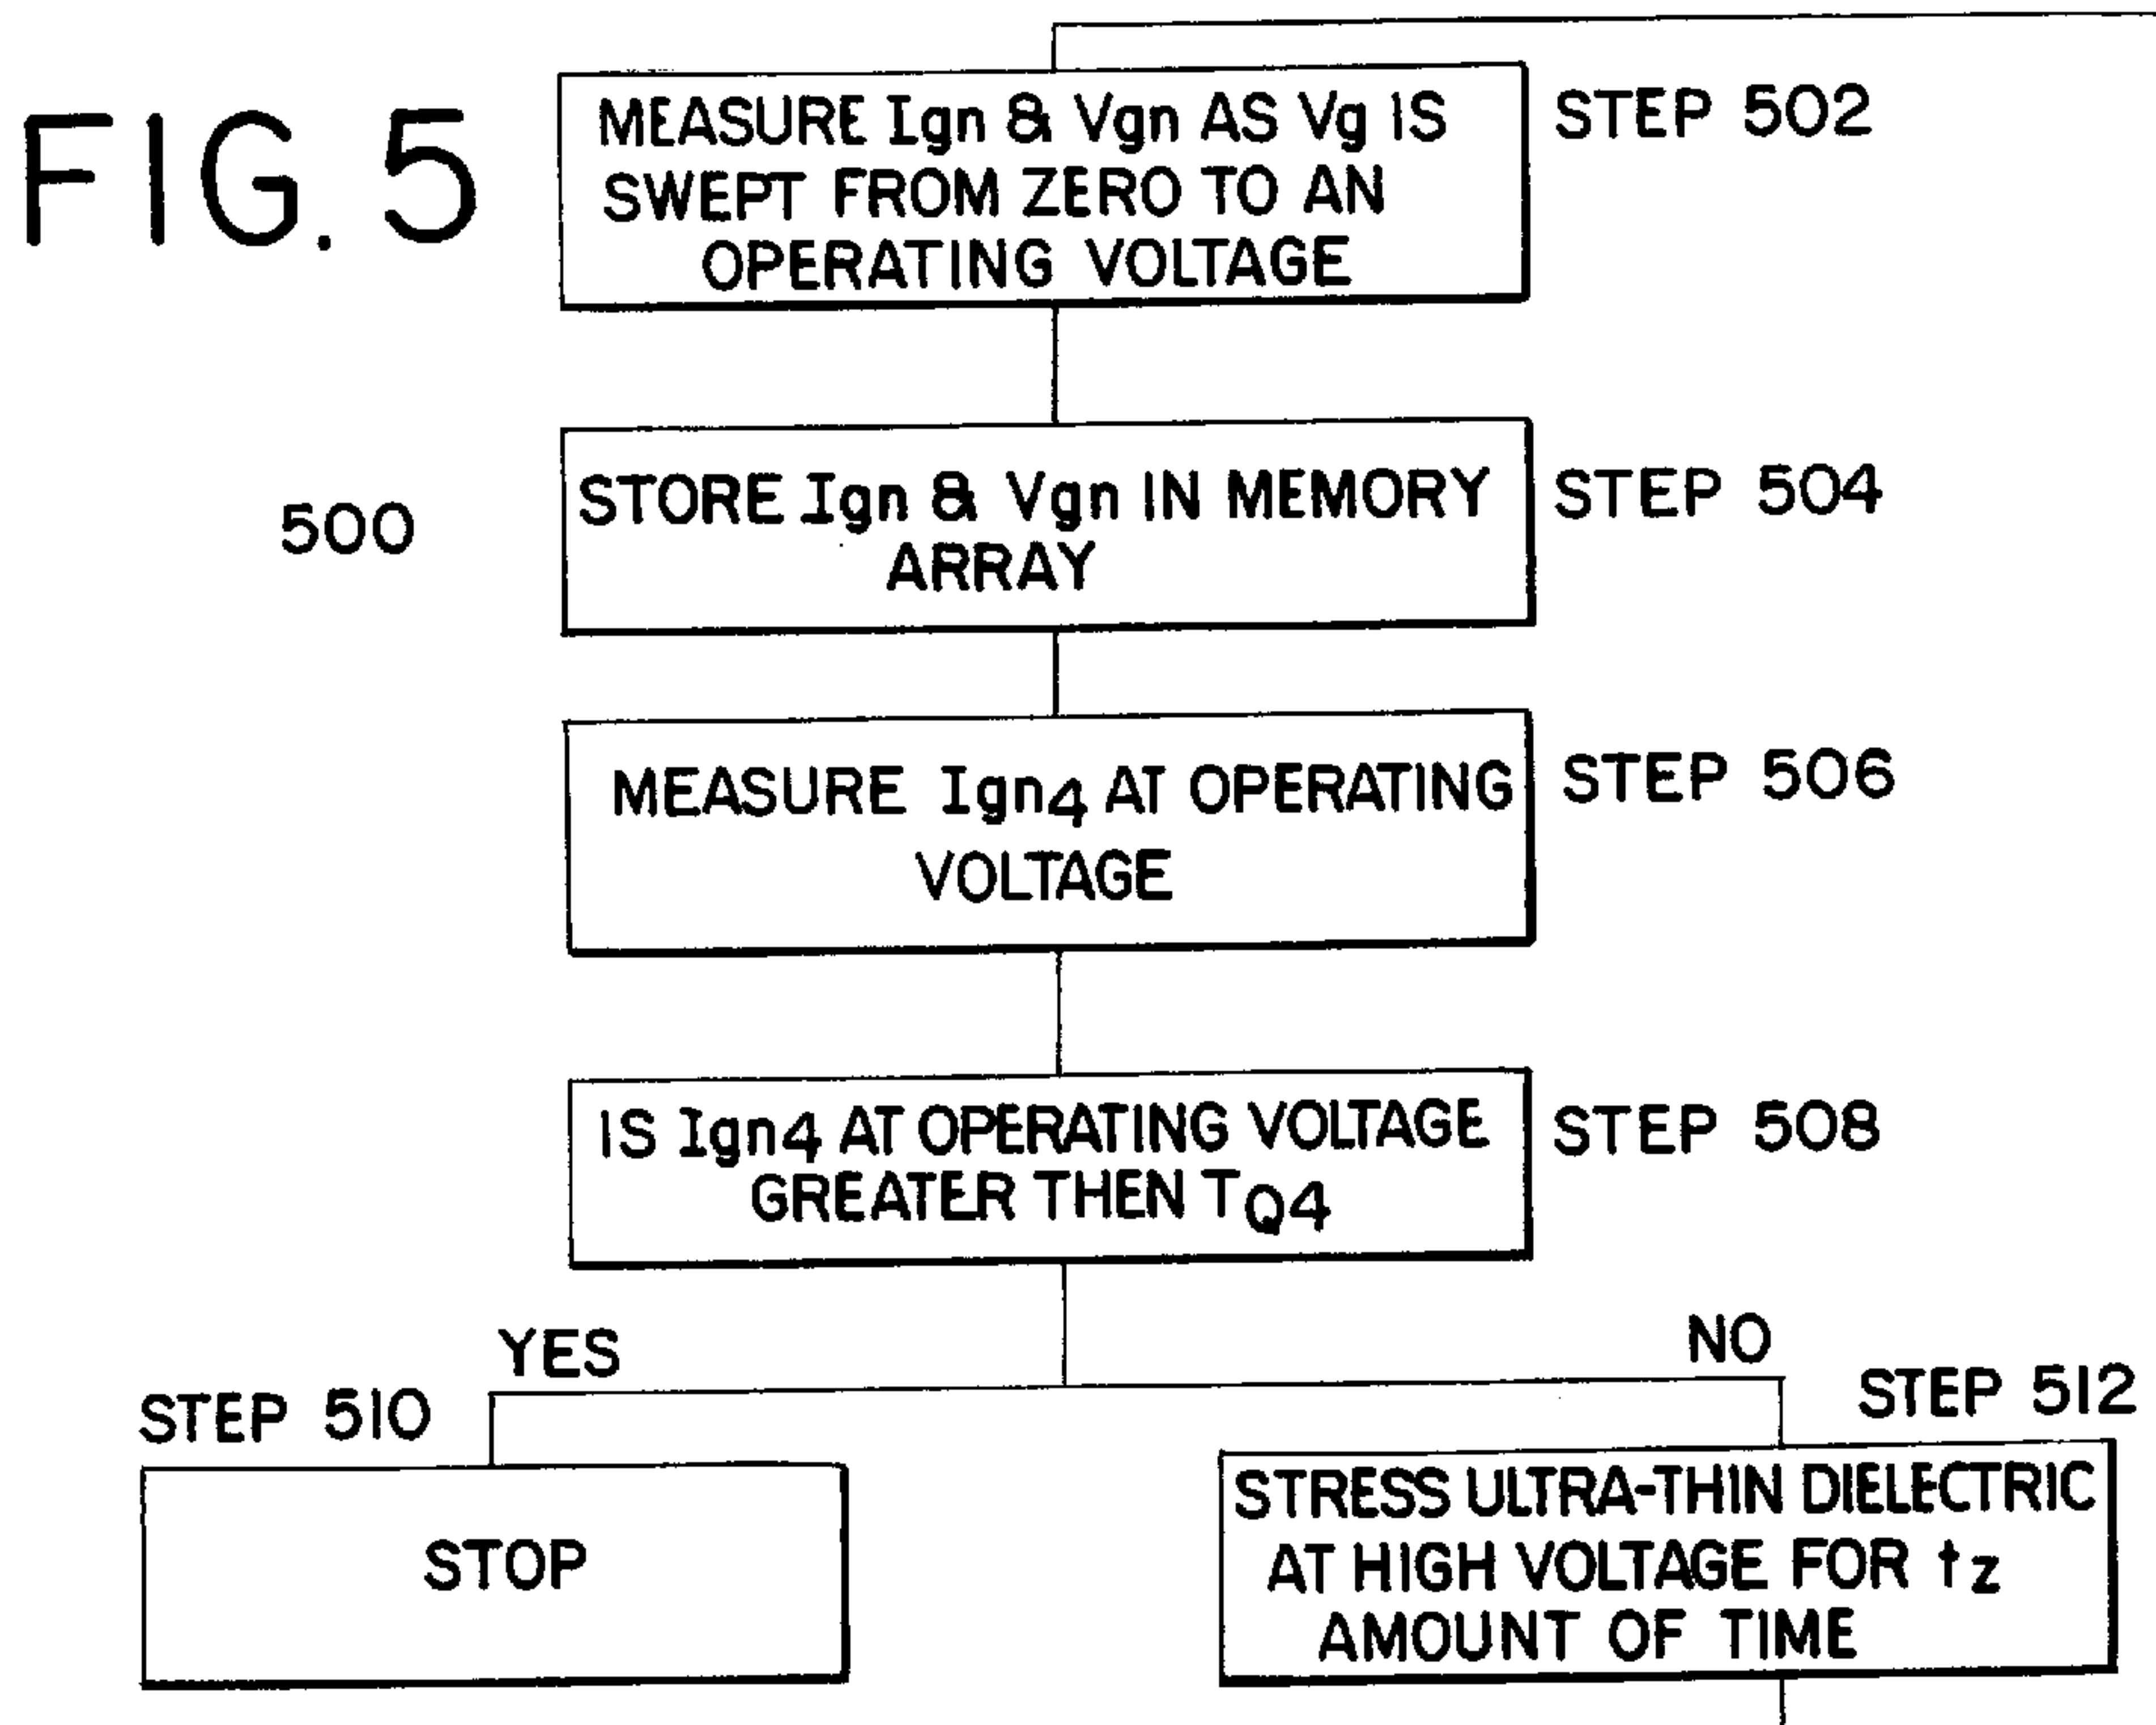 FIG. 5
MEASURE Ign & Vgn AS Vg IS
SWEPT FROM ZERO TO AN
OPERATING VOLTAGE
STEP 502
500
STORE Ign & Vgn IN MEMORY
ARRAY
STEP 504
MEASURE Ign4 AT OPERATING
VOLTAGE
STEP 506
IS Ign4 AT OPERATING VOLTAGE
GREATER THEN TQ4
STEP 508
YES
NO
STEP 510
STOP
STEP 512
STRESS ULTRA-THIN DIELECTRIC
AT HIGH VOLTAGE FOR tz
AMOUNT OF TIME